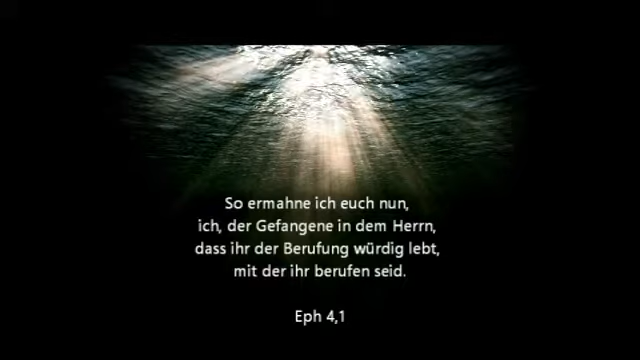 So ermahne ich euch nun,
ich, der Gefangene in dem Herrn,
dass ihr der Berufung würdig lebt,
mit der ihr berufen seid.
Eph 4,1